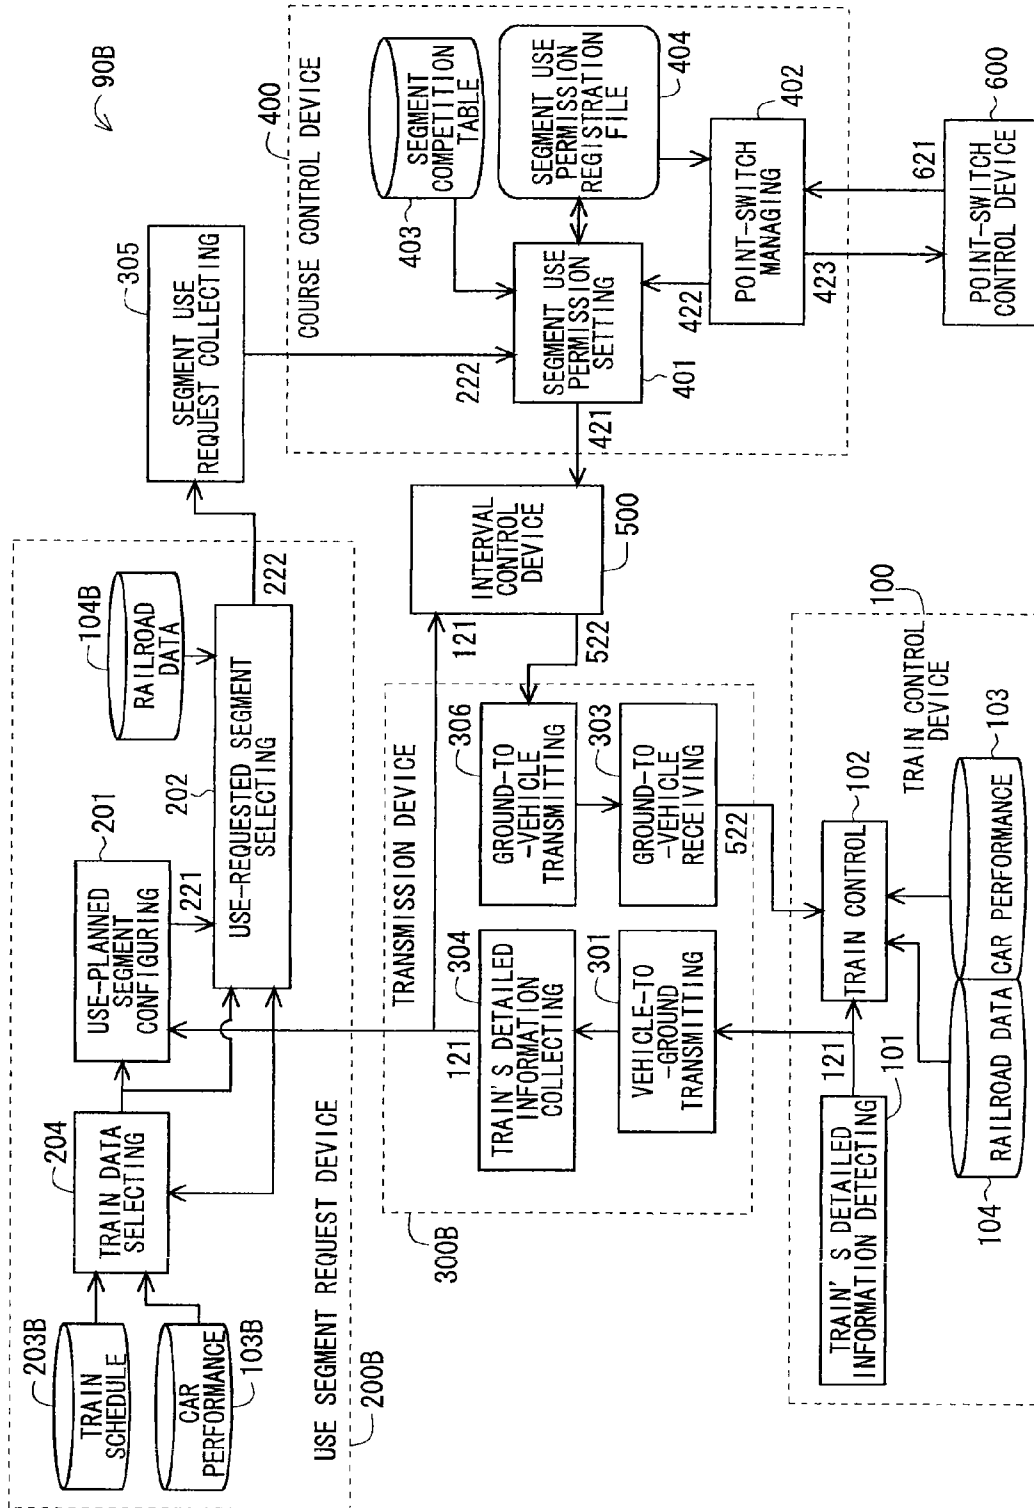 90B
203B
TRAIN
SCHEDULE
CAR
PERFORMANCE
103B
204
TRAIN DATA
SELECTING
201
USE-PLANNED
SEGMENT
CONFIGURING
221
202
USE-REQUESTED SEGMENT
SELECTING
104B
RAILROAD
DATA
222
USE SEGMENT REQUEST DEVICE
200B
305
SEGMENT USE
REQUEST COLLECTING
222
400
COURSE CONTROL DEVICE
SEGMENT
COMPETITION
TABLE
403
SEGMENT USE
PERMISSION
REGISTRATION
FILE
404
SEGMENT USE
PERMISSION
SETTING
401
421
422
POINT-SWITCH
MANAGING
402
423
621
POINT-SWITCH
CONTROL DEVICE
600
INTERVAL
CONTROL
DEVICE
500
121
522
TRANSMISSION DEVICE
300B
304
TRAIN'S DETAILED
INFORMATION
COLLECTING
121
301
VEHICLE-TO
-GROUND
TRANSMITTING
306
GROUND-TO
-VEHICLE
TRANSMITTING
303
GROUND-TO
-VEHICLE
RECEIVING
522
100
TRAIN CONTROL
DEVICE
TRAIN'S DETAILED
INFORMATION DETECTING
101
121
102
TRAIN CONTROL
104
RAILROAD DATA
CAR PERFORMANCE
103